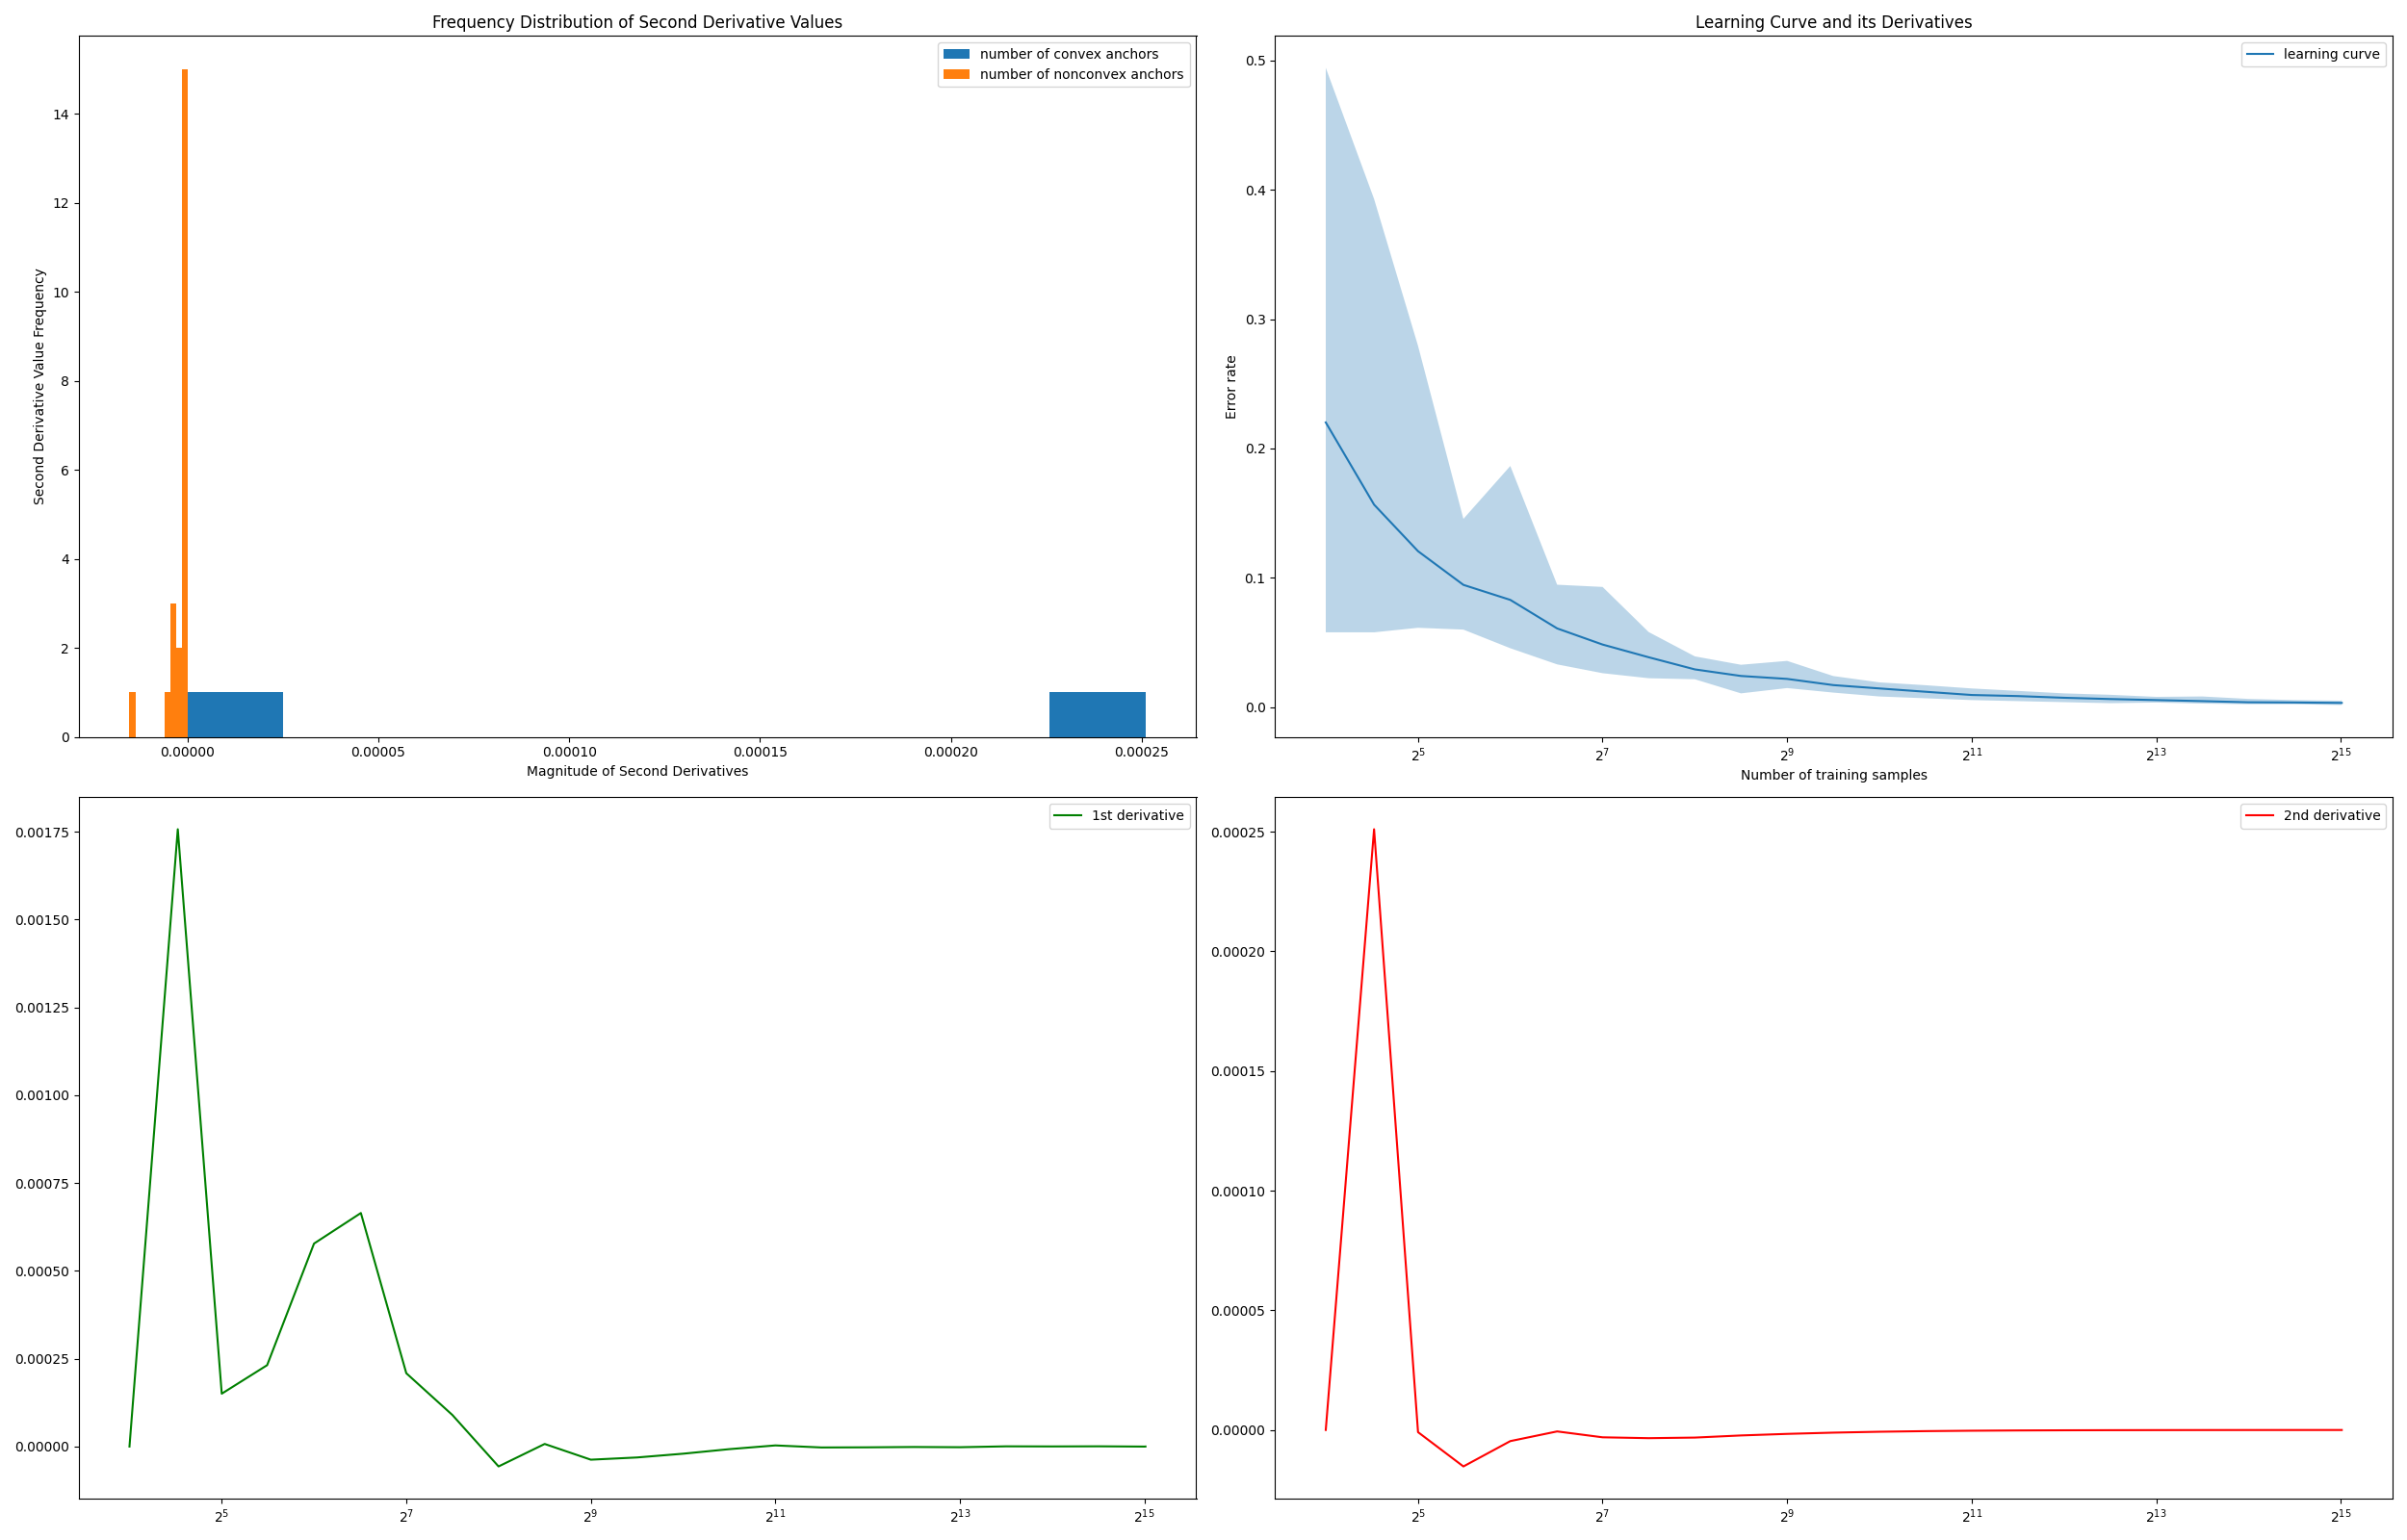 Frequency Distribution of Second Derivative Values
number of convex anchors
number of nonconvex anchors
Second Derivative Value Frequency
14
12
10
8
6
4
2
0
0.00000 0.00005 0.00010 0.00015 0.00020 0.00025
Magnitude of Second Derivatives
Learning Curve and its Derivatives
learning curve
Error rate
0.5
0.4
0.3
0.2
0.1
0.0
2^5 2^7 2^9 2^11 2^13 2^15
Number of training samples
1st derivative
0.00175
0.00150
0.00125
0.00100
0.00075
0.00050
0.00025
0.00000
2^5 2^7 2^9 2^11 2^13 2^15
2nd derivative
0.00025
0.00020
0.00015
0.00010
0.00005
0.00000
2^5 2^7 2^9 2^11 2^13 2^15